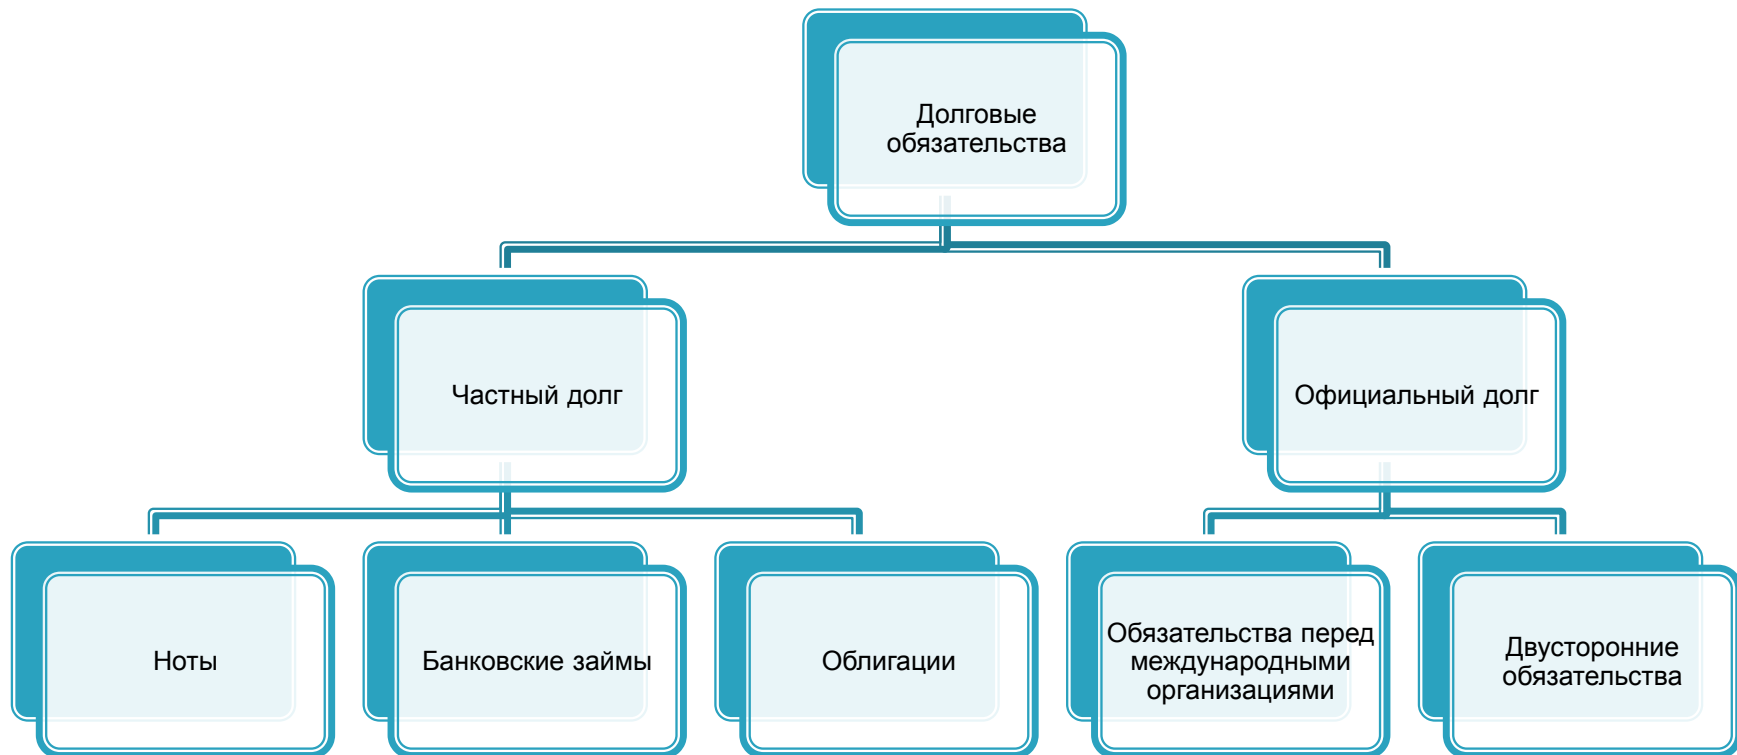 Долговые
обязательства
Частный долг
Официальный долг
Ноты
Банковские займы
Облигации
Обязательства перед
международными
организациями
Двусторонние
обязательства